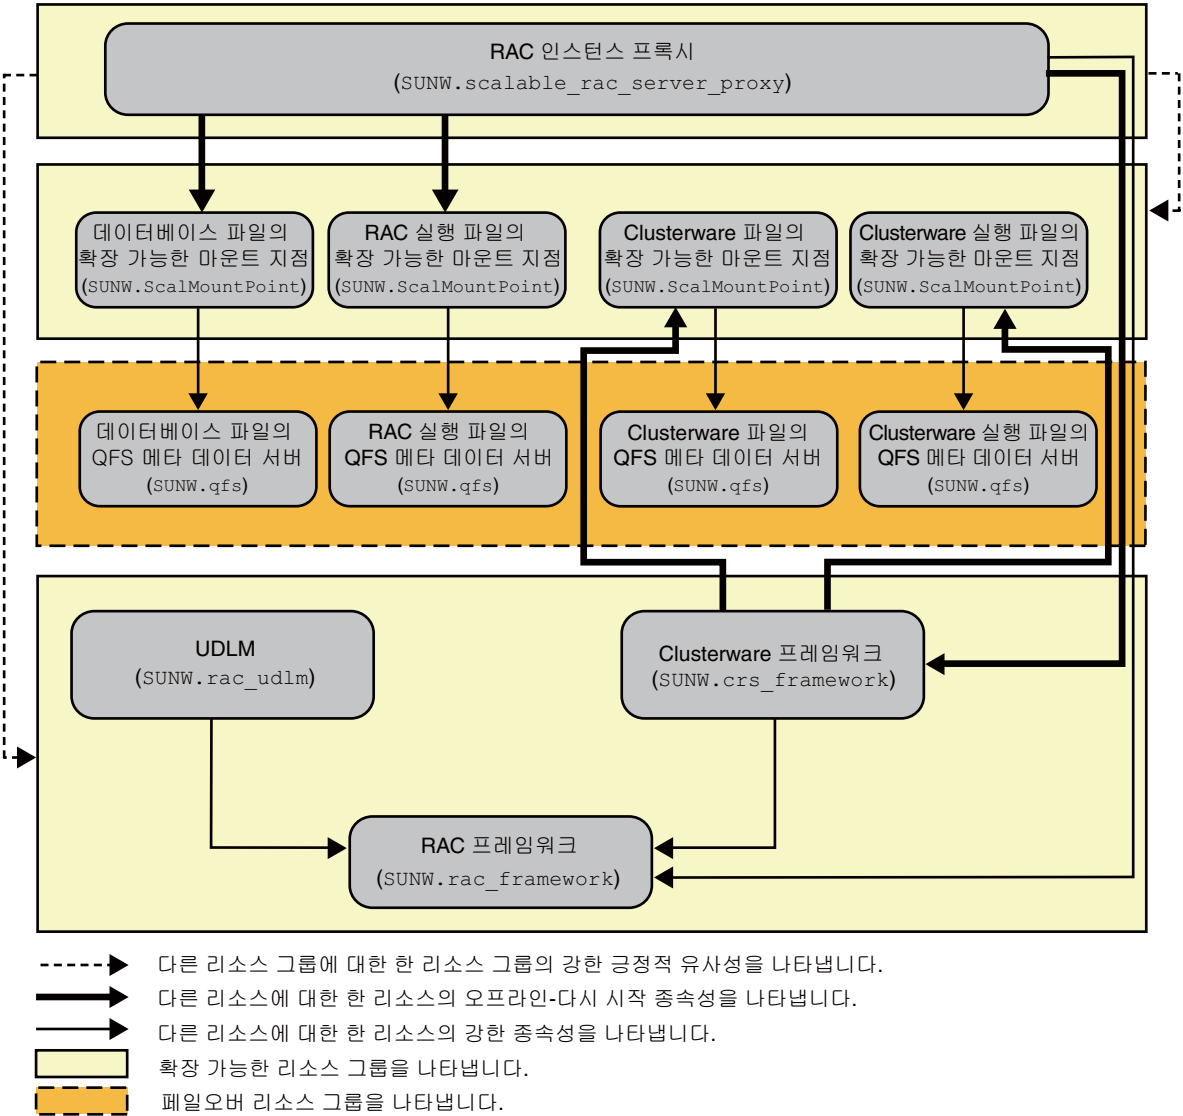 RAC 인스턴스 프록시
(SUNW.scalable_rac_server_proxy)
데이터베이스 파일의
확장 가능한 마운트 지점
(SUNW.ScalMountPoint)
RAC 실행 파일의
확장 가능한 마운트 지점
(SUNW.ScalMountPoint)
Clusterware 파일의
확장 가능한 마운트 지점
(SUNW.ScalMountPoint)
Clusterware 실행 파일의
확장 가능한 마운트 지점
(SUNW.ScalMountPoint)
데이터베이스 파일의
QFS 메타 데이터 서버
(SUNW.qfs)
RAC 실행 파일의
QFS 메타 데이터 서버
(SUNW.qfs)
Clusterware 파일의
QFS 메타 데이터 서버
(SUNW.qfs)
Clusterware 실행 파일의
QFS 메타 데이터 서버
(SUNW.qfs)
UDLM
(SUNW.rac_udlm)
Clusterware 프레임워크
(SUNW.crs_framework)
RAC 프레임워크
(SUNW.rac_framework)
다른 리소스 그룹에 대한 한 리소스 그룹의 강한 긍정적 유사성을 나타냅니다.
다른 리소스에 대한 한 리소스의 오프라인-다시 시작 종속성을 나타냅니다.
다른 리소스에 대한 한 리소스의 강한 종속성을 나타냅니다.
확장 가능한 리소스 그룹을 나타냅니다.
페일오버 리소스 그룹을 나타냅니다.